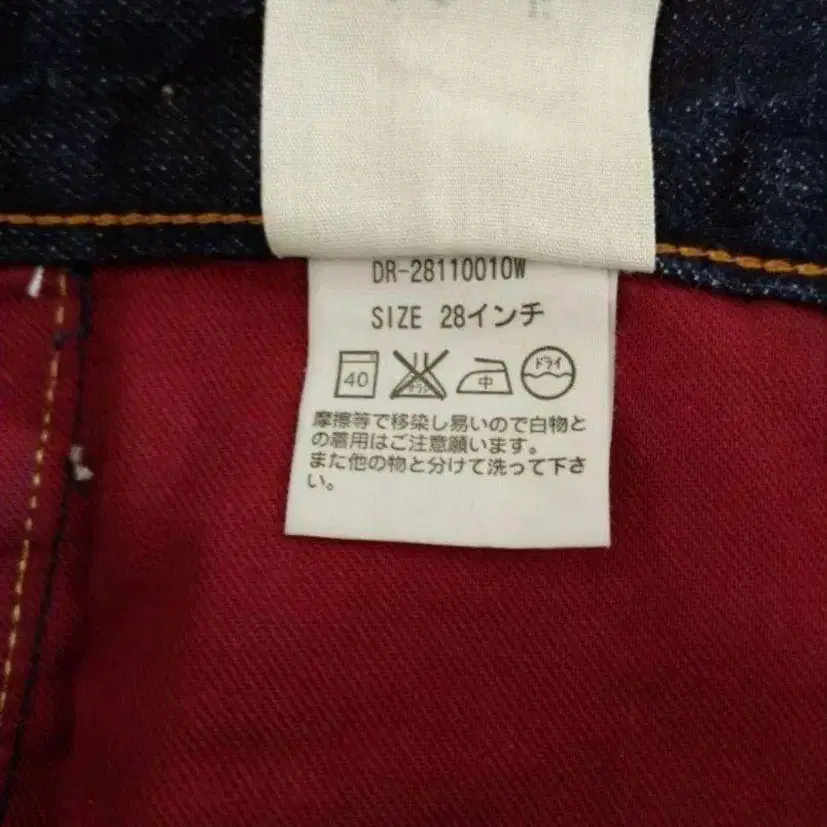 DR-28110010W
SIZE 28インチ
40 中 ドライ
摩擦等で移染し易いので白物と
の着用はご注意願います。
また他の物と分けて洗って下さ
い。